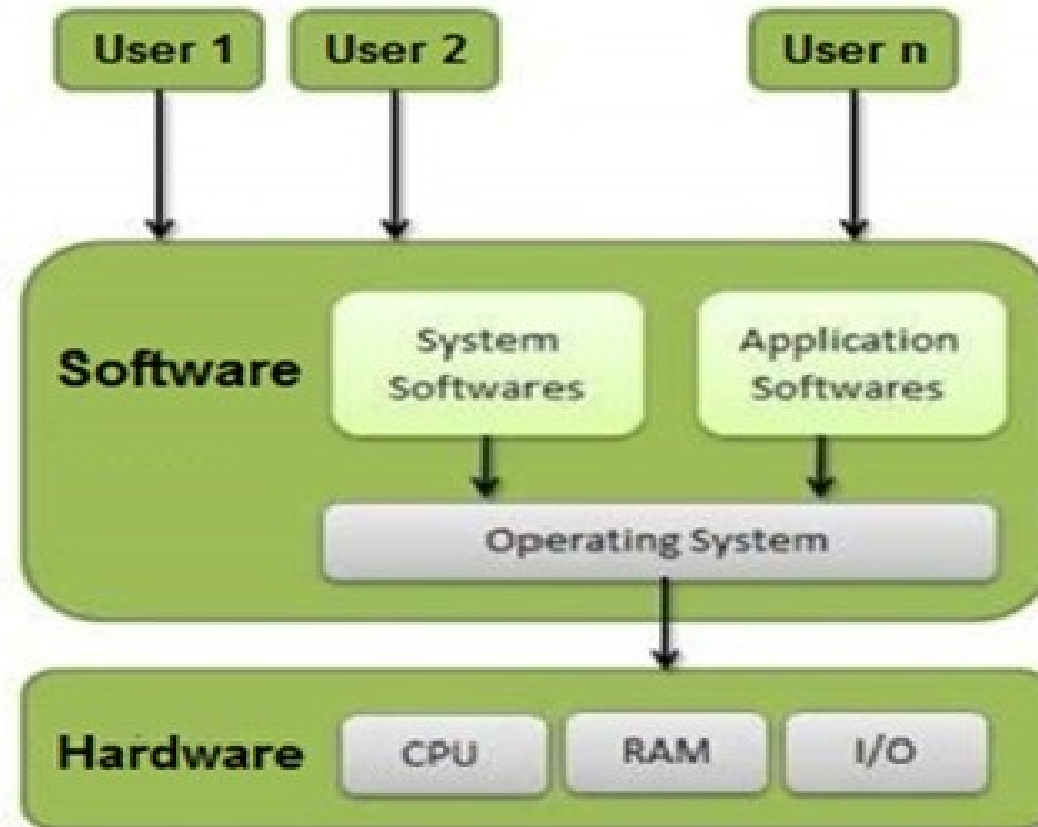 User 1
User 2
User n
Software
System
Softwares
Application
Softwares
Operating System
Hardware
CPU
RAM
I/O